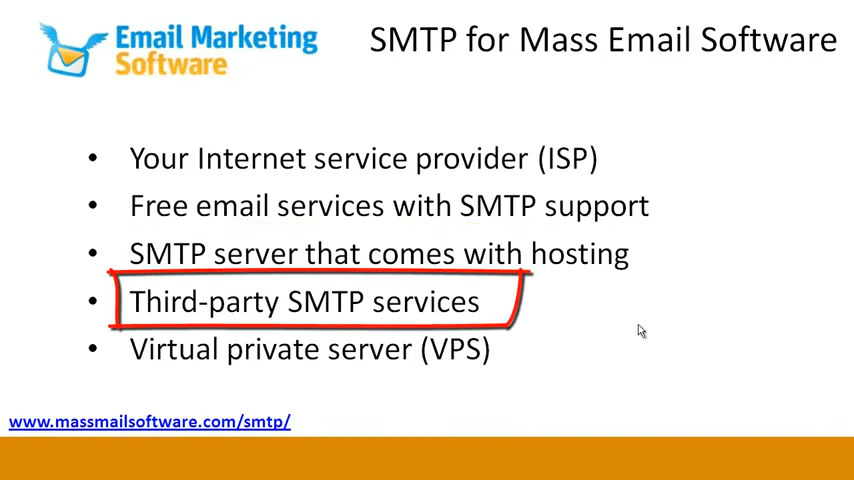 Email Marketing
Software
SMTP for Mass Email Software
• Your Internet service provider (ISP)
• Free email services with SMTP support
• SMTP server that comes with hosting
• Third-party SMTP services
• Virtual private server (VPS)
www.massmailsoftware.com/smtp/